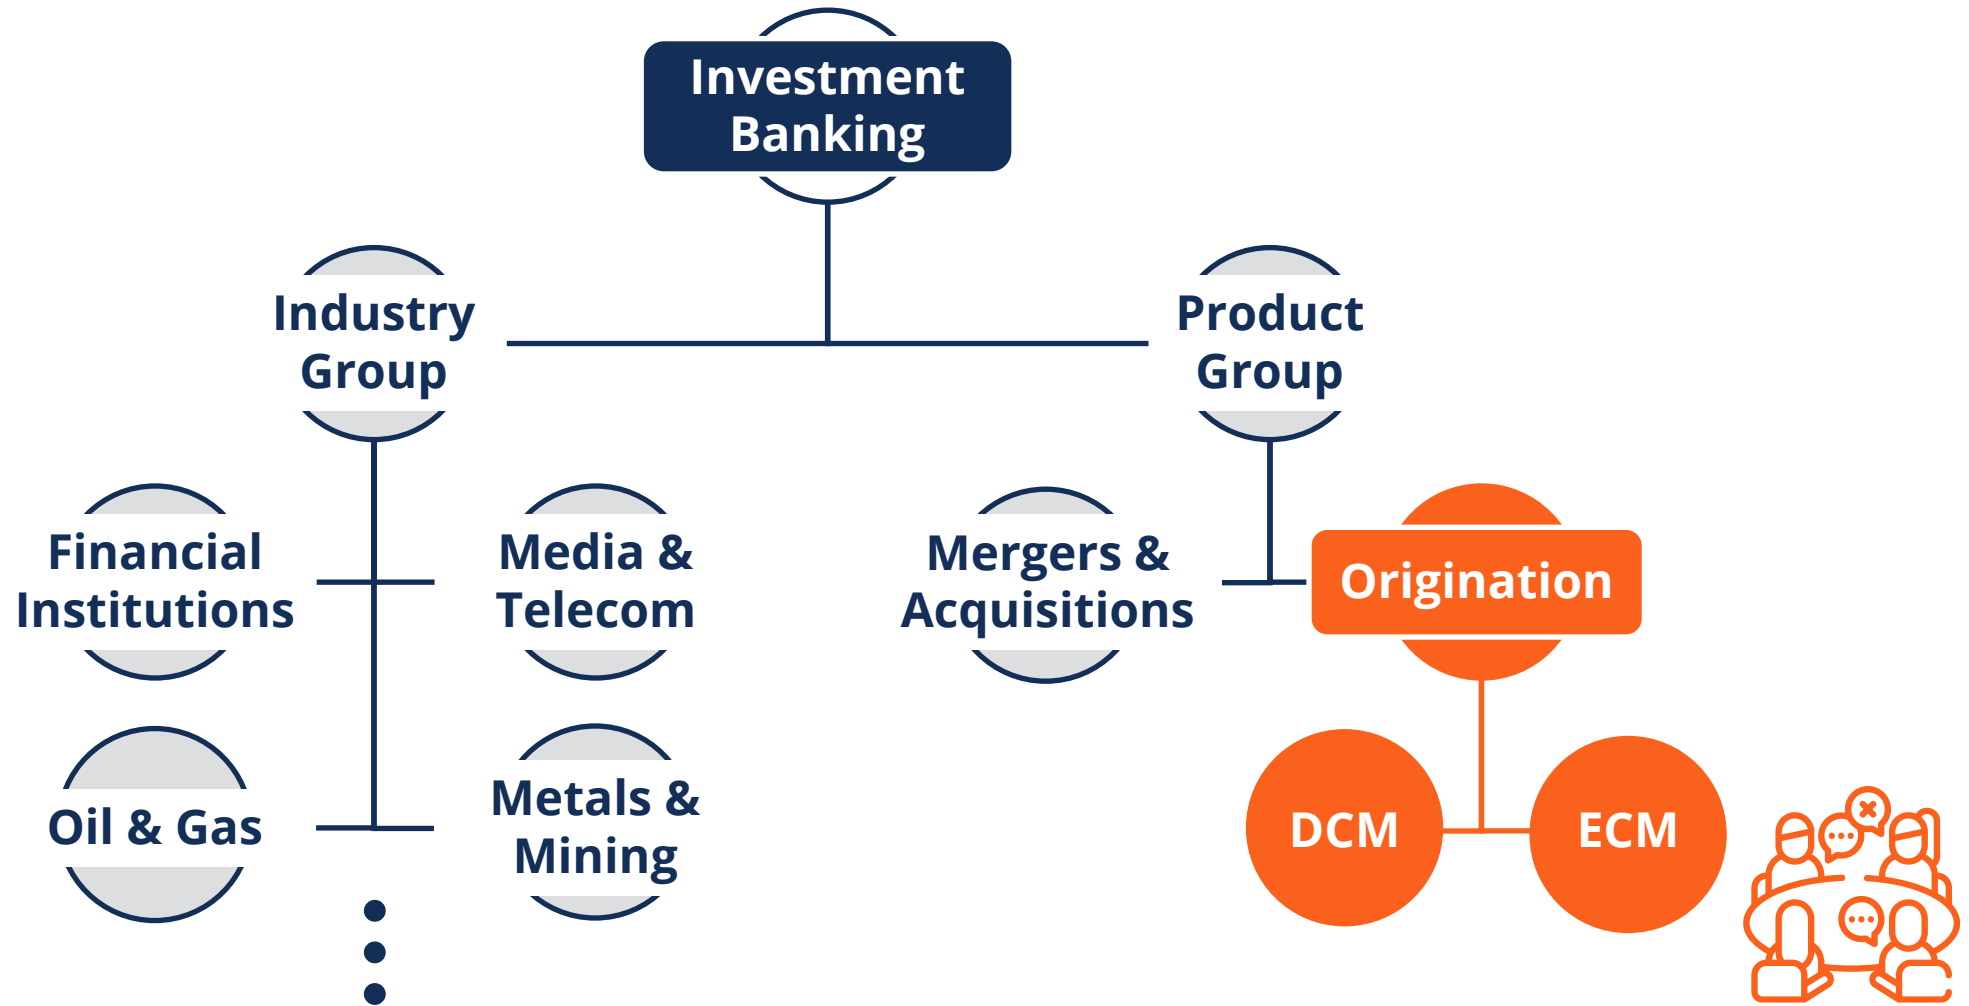 Investment
Banking
Industry
Group
Product
Group
Financial
Institutions
Media &
Telecom
Mergers &
Acquisitions
Origination
Oil & Gas
Metals &
Mining
DCM
ECM